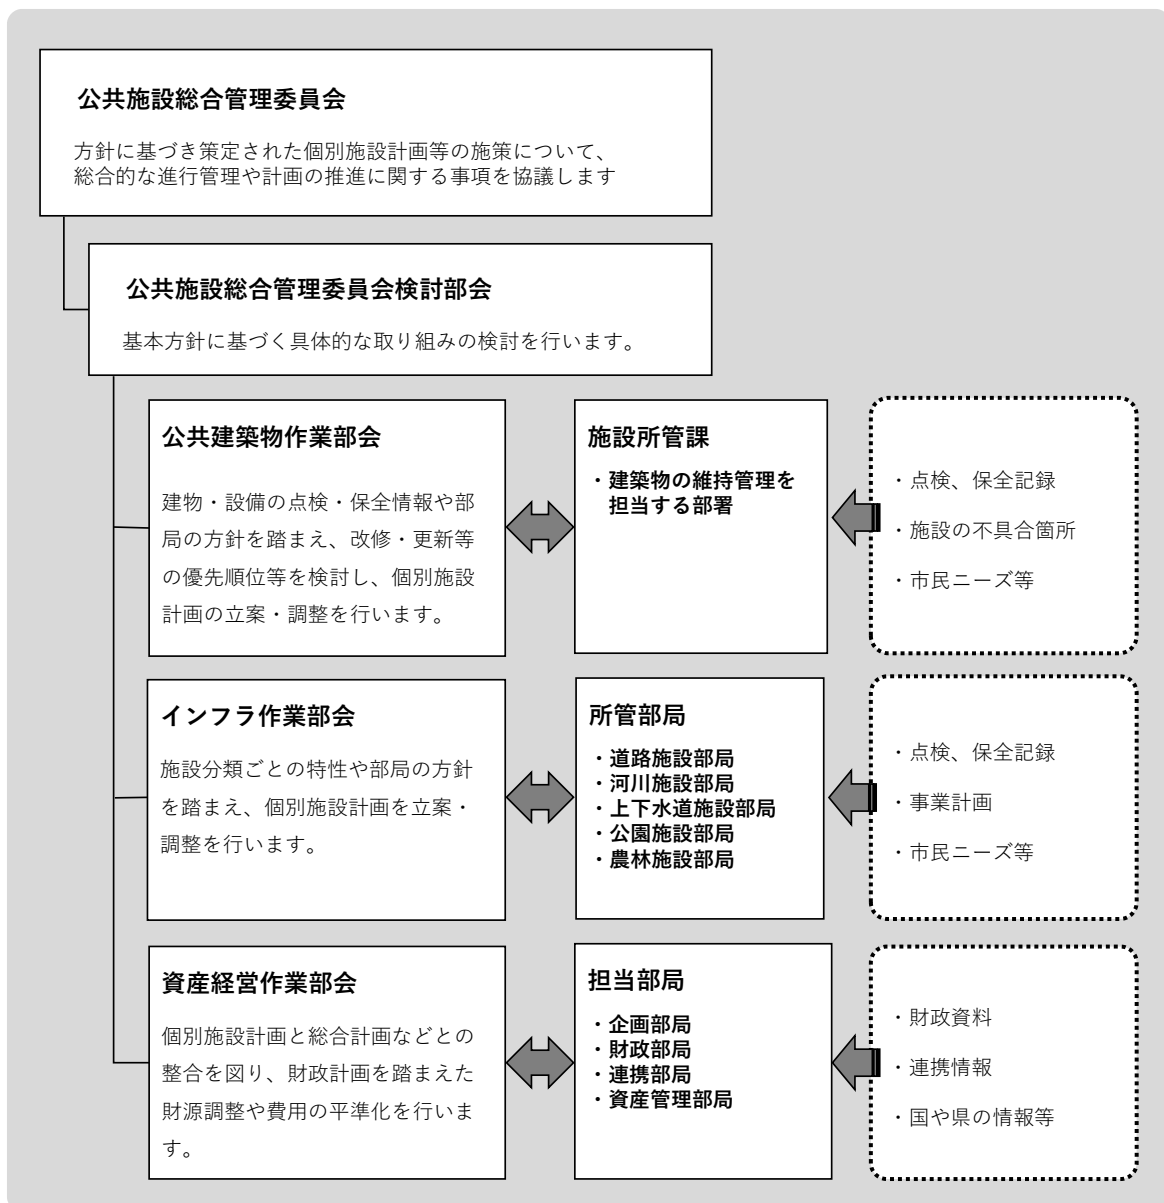 公共施設総合管理委員会
方針に基づき策定された個別施設計画等の施策について、
総合的な進行管理や計画の推進に関する事項を協議します
公共施設総合管理委員会検討部会
基本方針に基づく具体的な取り組みの検討を行います。
公共建築物作業部会
建物・設備の点検・保全情報や部
局の方針を踏まえ、改修・更新等
の優先順位等を検討し、個別施設
計画の立案・調整を行います。
施設所管課
・建築物の維持管理を
担当する部署
・点検、保全記録
・施設の不具合箇所
・市民ニーズ等
インフラ作業部会
施設分類ごとの特性や部局の方針
を踏まえ、個別施設計画を立案・
調整を行います。
所管部局
・道路施設部局
・河川施設部局
・上下水道施設部局
・公園施設部局
・農林施設部局
・点検、保全記録
・事業計画
・市民ニーズ等
資産経営作業部会
個別施設計画と総合計画などとの
整合を図り、財政計画を踏まえた
財源調整や費用の平準化を行いま
す。
担当部局
・企画部局
・財政部局
・連携部局
・資産管理部局
・財政資料
・連携情報
・国や県の情報等